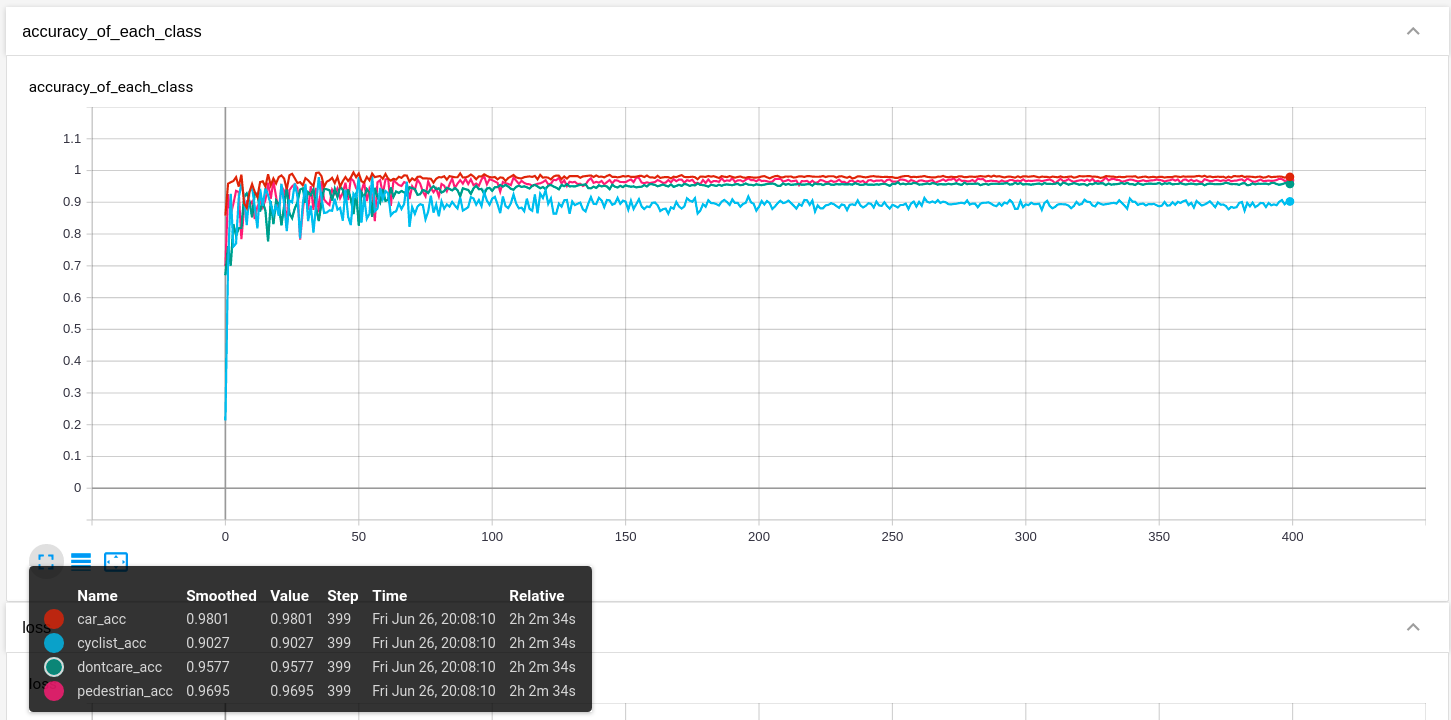 accuracy_of_each_class
accuracy_of_each_class
1.1
1
0.9
0.8
0.7
0.6
0.5
0.4
0.3
0.2
0.1
0
0 50 100 150 200 250 300 350 400
Name Smoothed Value Step Time Relative
car_acc 0.9801 0.9801 399 Fri Jun 26, 20:08:10 2h 2m 34s
loss
cyclist_acc 0.9027 0.9027 399 Fri Jun 26, 20:08:10 2h 2m 34s
dontcare_acc 0.9577 0.9577 399 Fri Jun 26, 20:08:10 2h 2m 34s
pedestrian_acc 0.9695 0.9695 399 Fri Jun 26, 20:08:10 2h 2m 34s